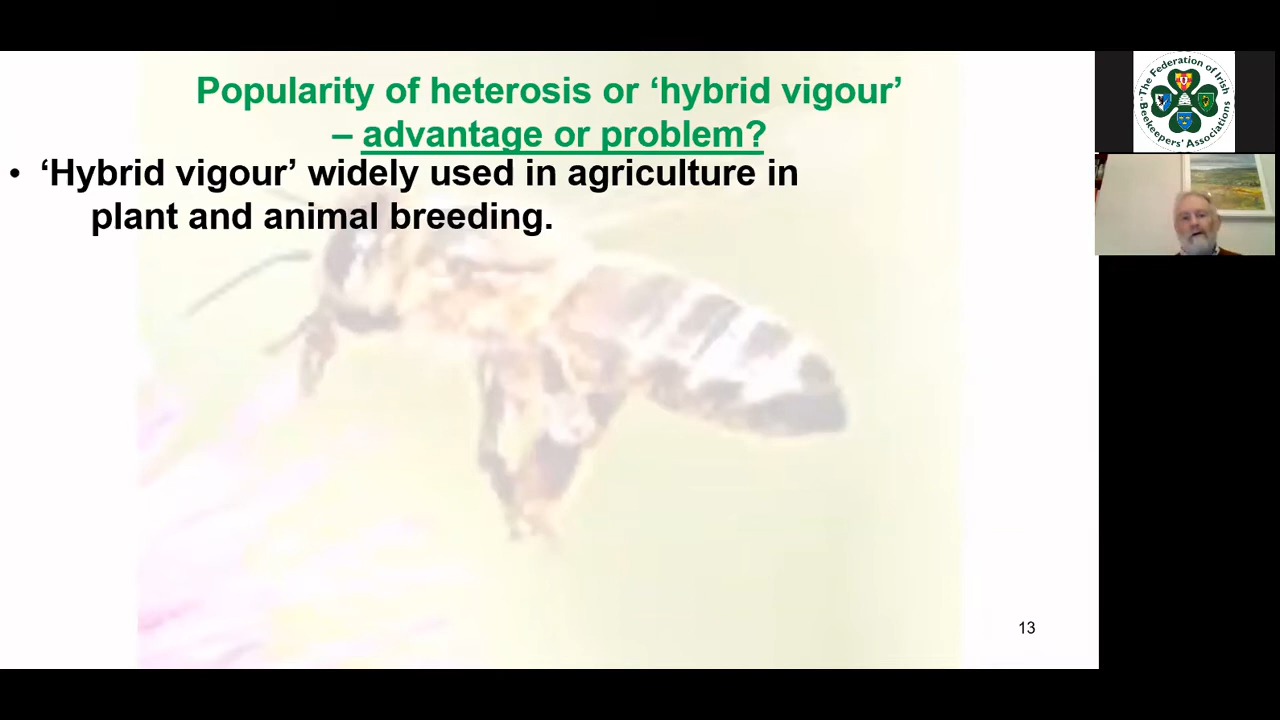 Popularity of heterosis or ‘hybrid vigour’
– advantage or problem?
• ‘Hybrid vigour’ widely used in agriculture in
plant and animal breeding.
13
"The Federation of Irish
Beekeepers' Associations"